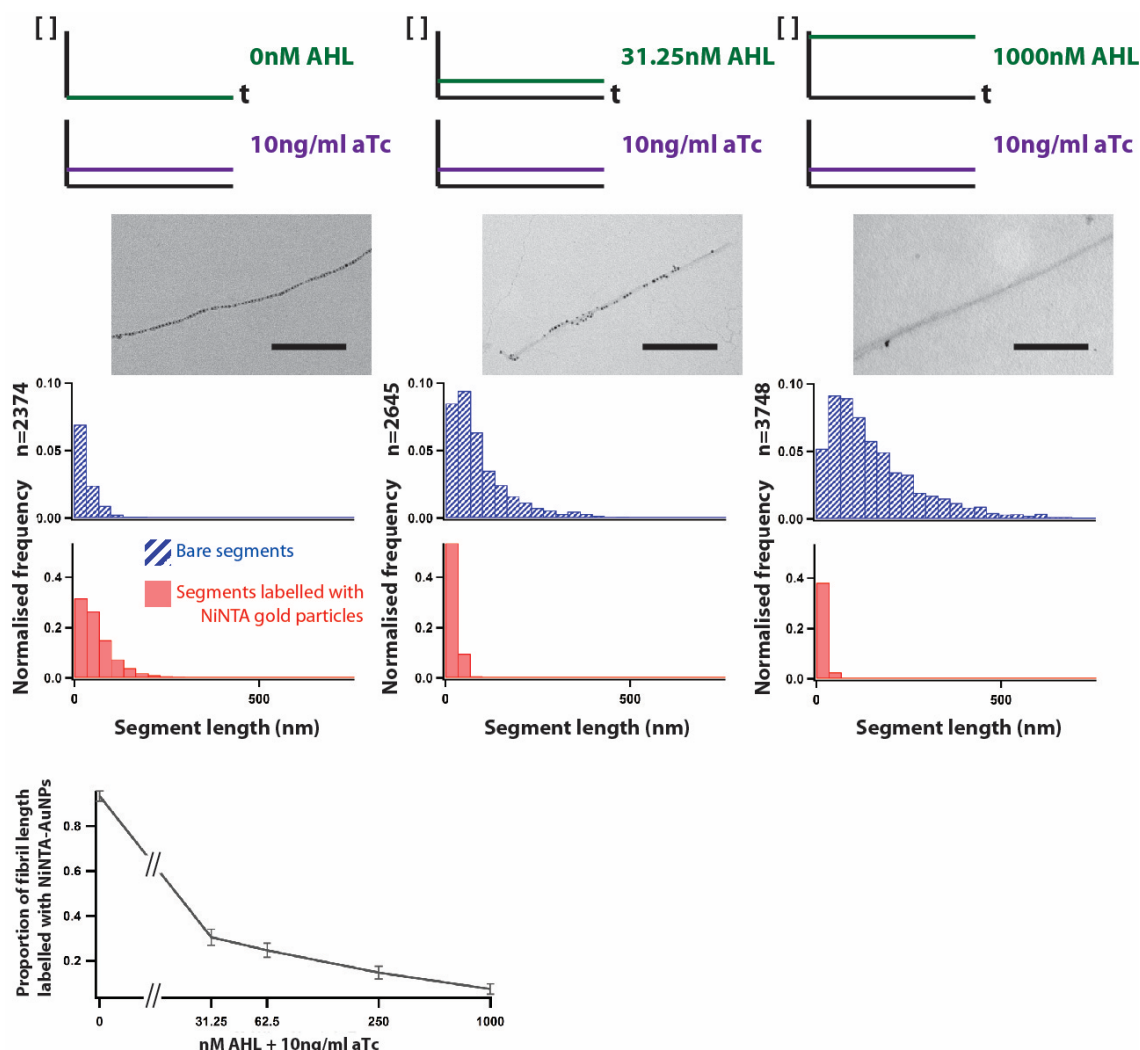 [ ]
0nM AHL
t
10ng/ml aTc
[ ]
31.25nM AHL
t
10ng/ml aTc
[ ]
1000nM AHL
t
10ng/ml aTc
Normalised frequency n=2374
0.10
0.05
0.00
Bare segments
Segments labelled with
NiNTA gold particles
0.4
0.2
0.0
0
500
Segment length (nm)
Normalised frequency n=2645
0.10
0.05
0.00
0.4
0.2
0.0
0
500
Segment length (nm)
Normalised frequency n=3748
0.10
0.05
0.00
0.4
0.2
0.0
0
500
Segment length (nm)
Proportion of fibril length
labelled with NiNTA-AuNPs
0.8
0.6
0.4
0.2
0
31.25
62.5
250
1000
nM AHL + 10ng/ml aTc